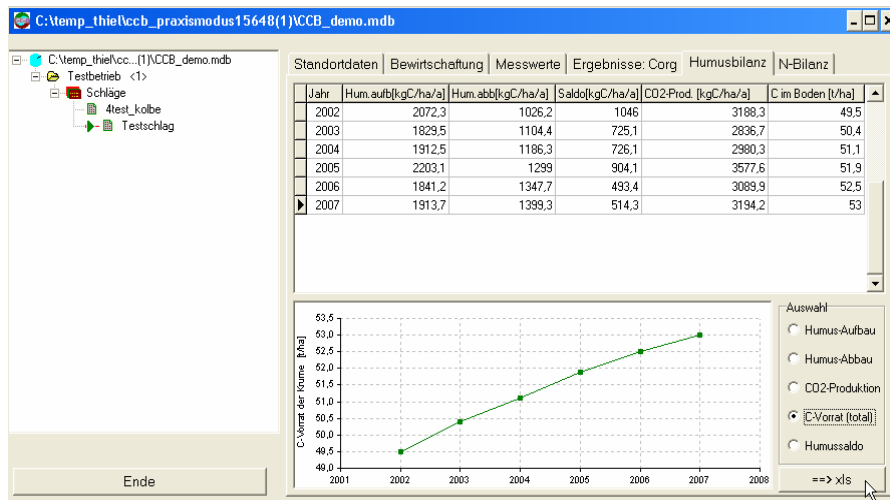 C:\temp_thiel\ccb_praxismodus15648(1)\CCB_demo.mdb
C:\temp_thiel\cc...(1)\CCB_demo.mdb
Testbetrieb <1>
Schläge
4test_kolbe
Testschlag
Ende
Standortdaten Bewirtschaftung Messwerte Ergebnisse: Corg Humusbilanz N-Bilanz
Jahr Hum.aufb[kgC/ha/a] Hum.abb[kgC/ha/a] Saldo[kgC/ha/a] CO2-Prod. [kgC/ha/a] C im Boden [t/ha]
2002 2072,3 1026,2 1046 3188,3 49,5
2003 1829,5 1104,4 725,1 2836,7 50,4
2004 1912,5 1186,3 726,1 2980,3 51,1
2005 2203,1 1299 904,1 3577,6 51,9
2006 1841,2 1347,7 493,4 3089,9 52,5
2007 1913,7 1399,3 514,3 3194,2 53
C-Vorrat der Krume [t/ha]
53,5
53,0
52,5
52,0
51,5
51,0
50,5
50,0
49,5
49,0
2001 2002 2003 2004 2005 2006 2007 2008
Auswahl
Humus-Aufbau
Humus-Abbau
CO2-Produktion
C-Vorrat (total)
Humussaldo
==> xls